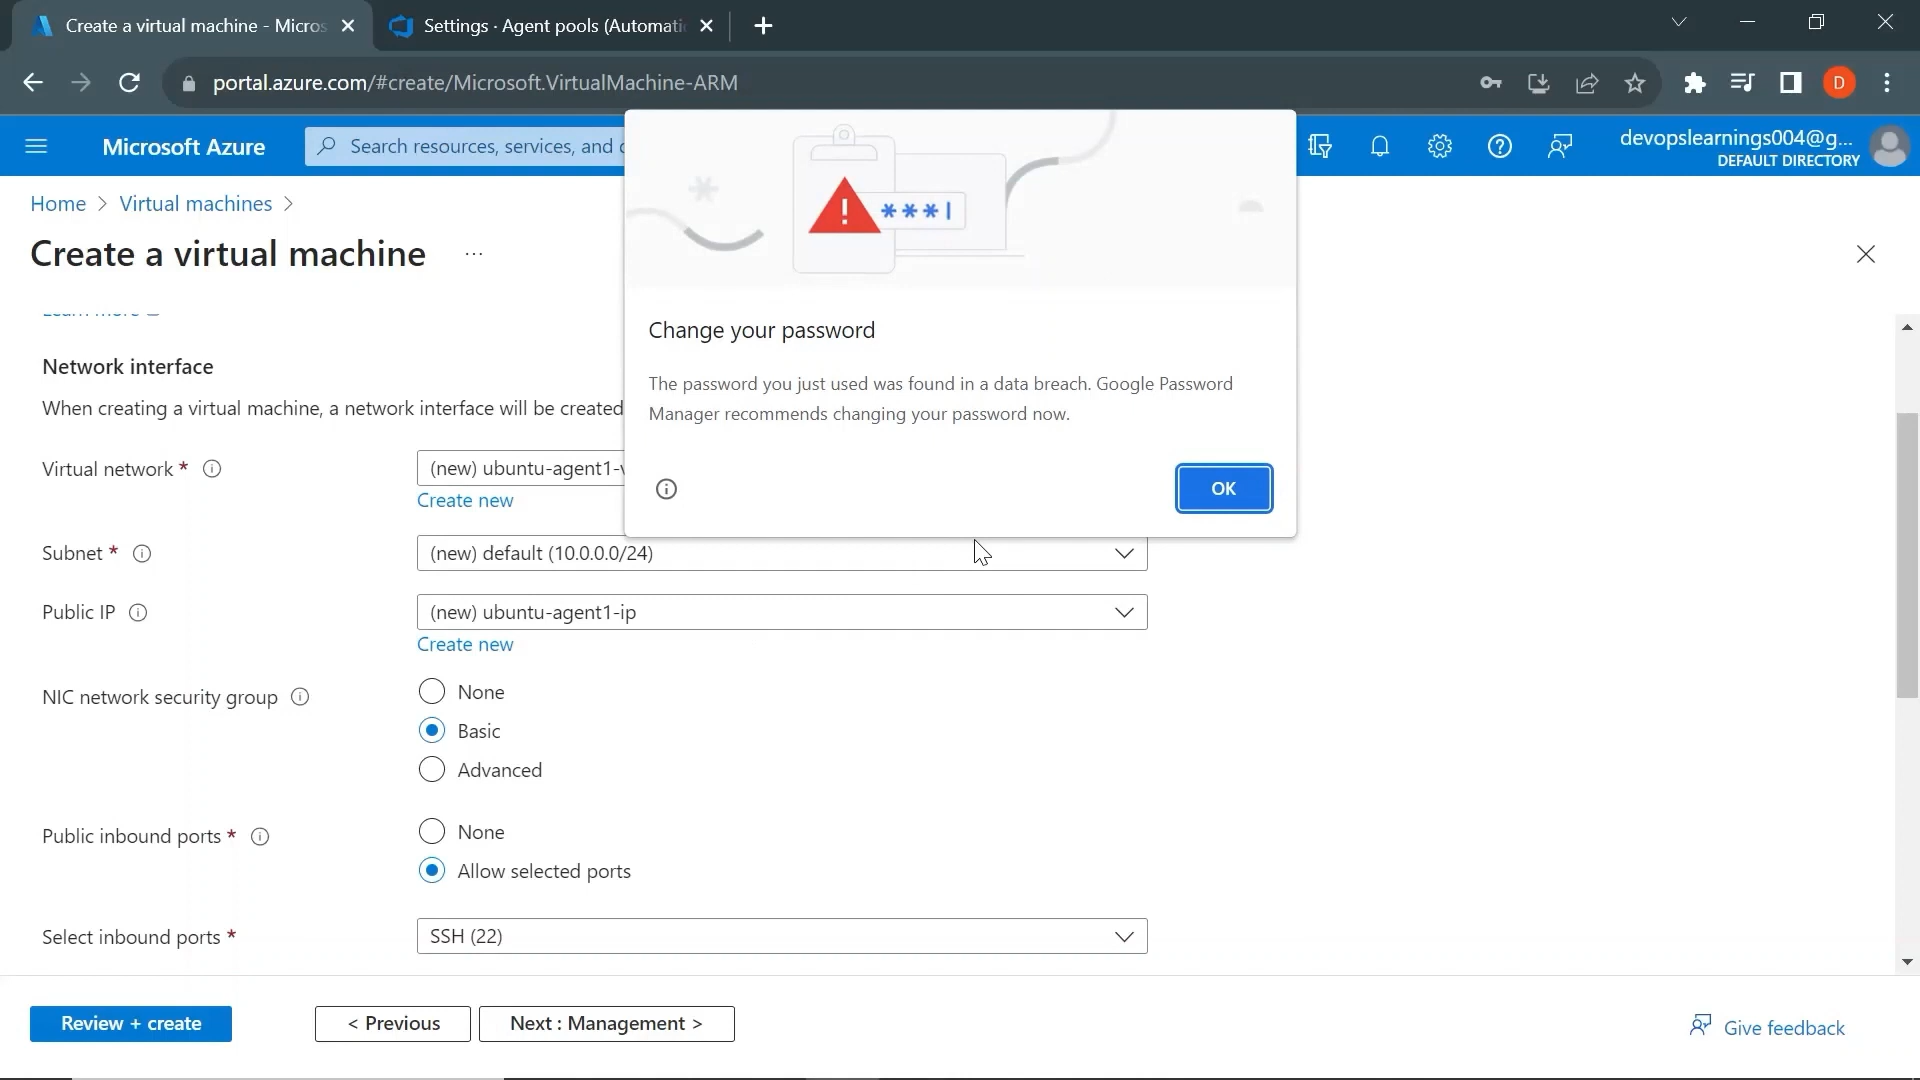 Create a virtual machine - Micros
Settings · Agent pools (Automati
portal.azure.com/#create/Microsoft.VirtualMachine-ARM
D
Microsoft Azure
Search resources, services, and
devopslearnings004@g...
DEFAULT DIRECTORY
Home > Virtual machines >
Create a virtual machine ...
Learn more
***
Change your password
The password you just used was found in a data breach. Google Password
Manager recommends changing your password now.
OK
Network interface
When creating a virtual machine, a network interface will be created
Virtual network *
(new) ubuntu-agent1-v
Create new
Subnet *
(new) default (10.0.0.0/24)
Public IP
(new) ubuntu-agent1-ip
Create new
NIC network security group
None
Basic
Advanced
Public inbound ports *
None
Allow selected ports
Select inbound ports *
SSH (22)
Review + create
< Previous
Next : Management >
Give feedback